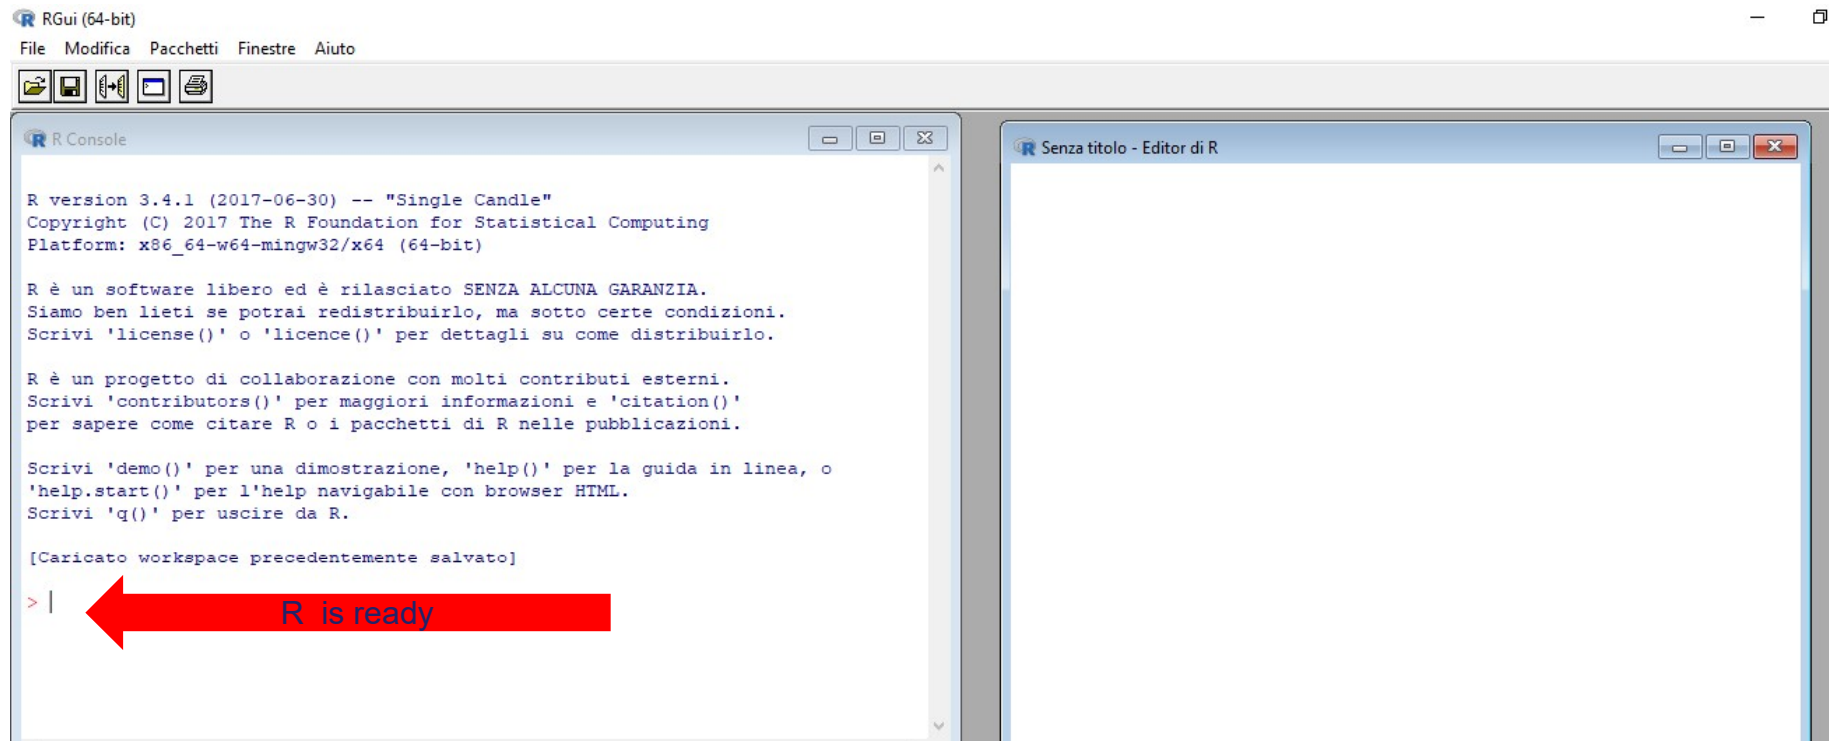 RGui (64-bit)
File Modifica Pacchetti Finestre Aiuto
R Console
R version 3.4.1 (2017-06-30) -- "Single Candle"
Copyright (C) 2017 The R Foundation for Statistical Computing
Platform: x86_64-w64-mingw32/x64 (64-bit)
R è un software libero ed è rilasciato SENZA ALCUNA GARANZIA.
Siamo ben lieti se potrai redistribuirlo, ma sotto certe condizioni.
Scrivi 'license()' o 'licence()' per dettagli su come distribuirlo.
R è un progetto di collaborazione con molti contributi esterni.
Scrivi 'contributors()' per maggiori informazioni e 'citation()'
per sapere come citare R o i pacchetti di R nelle pubblicazioni.
Scrivi 'demo()' per una dimostrazione, 'help()' per la guida in linea, o
'help.start()' per l'help navigabile con browser HTML.
Scrivi 'q()' per uscire da R.
[Caricato workspace precedentemente salvato]
>
R is ready
Senza titolo - Editor di R